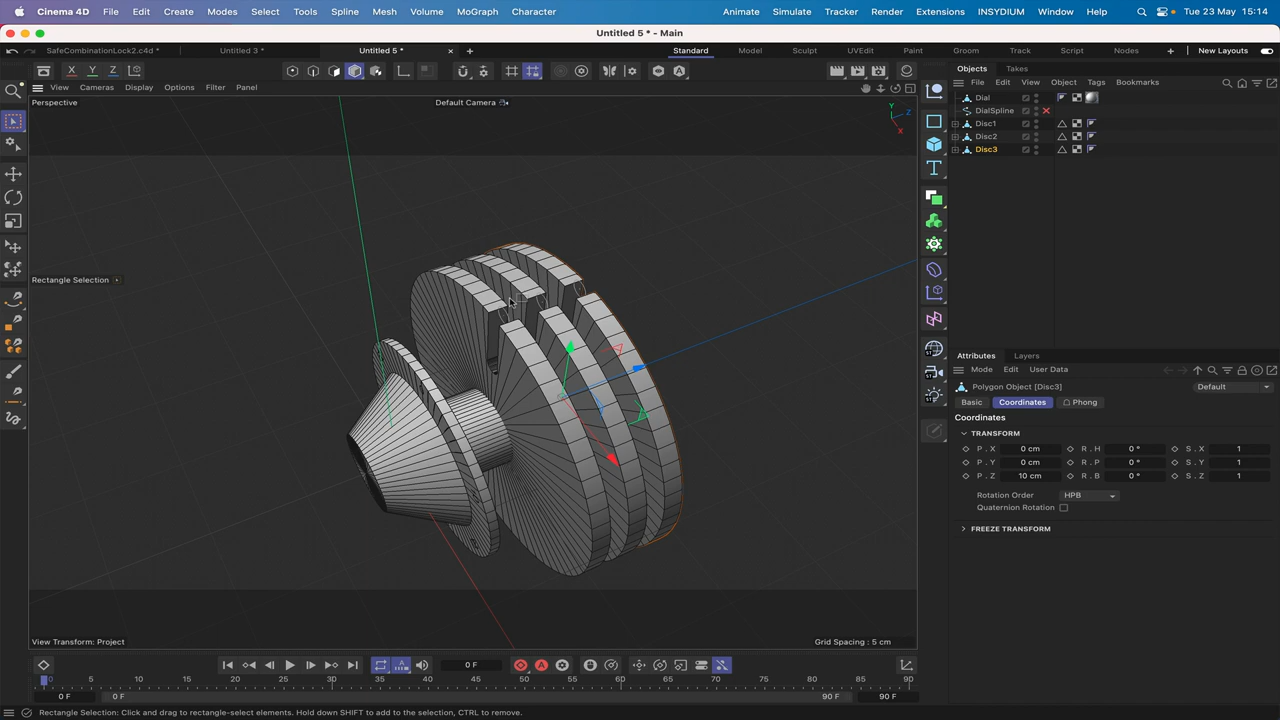 Cinema 4D File Edit Create Modes Select Tools Spline Mesh Volume MoGraph Character Animate Simulate Tracker Render Extensions INSYDIUM Window Help Tue 23 May 15:14
Untitled 5 * - Main
SafeCombinationLock2.c4d * Untitled 3 * Untitled 5 * Standard Model Sculpt UVEdit Paint Groom Track Script Nodes New Layouts
X Y Z
Objects Takes
View Cameras Display Options Filter Panel
File Edit View Object Tags Bookmarks
Perspective Default Camera
Y Z X
Dial
DialSpline
Disc1
Disc2
Disc3
Rectangle Selection
Attributes Layers
Mode Edit User Data
Polygon Object [Disc3] Default
Basic Coordinates Phong
Coordinates
TRANSFORM
P . X 0 cm R . H 0 ° S . X 1
P . Y 0 cm R . P 0 ° S . Y 1
P . Z 10 cm R . B 0 ° S . Z 1
Rotation Order HPB
Quaternion Rotation
FREEZE TRANSFORM
View Transform: Project Grid Spacing : 5 cm
0 F
0 5 10 15 20 25 30 35 40 45 50 55 60 65 70 75 80 85 90
0 F 0 F 90 F 90 F
Rectangle Selection: Click and drag to rectangle-select elements. Hold down SHIFT to add to the selection, CTRL to remove.